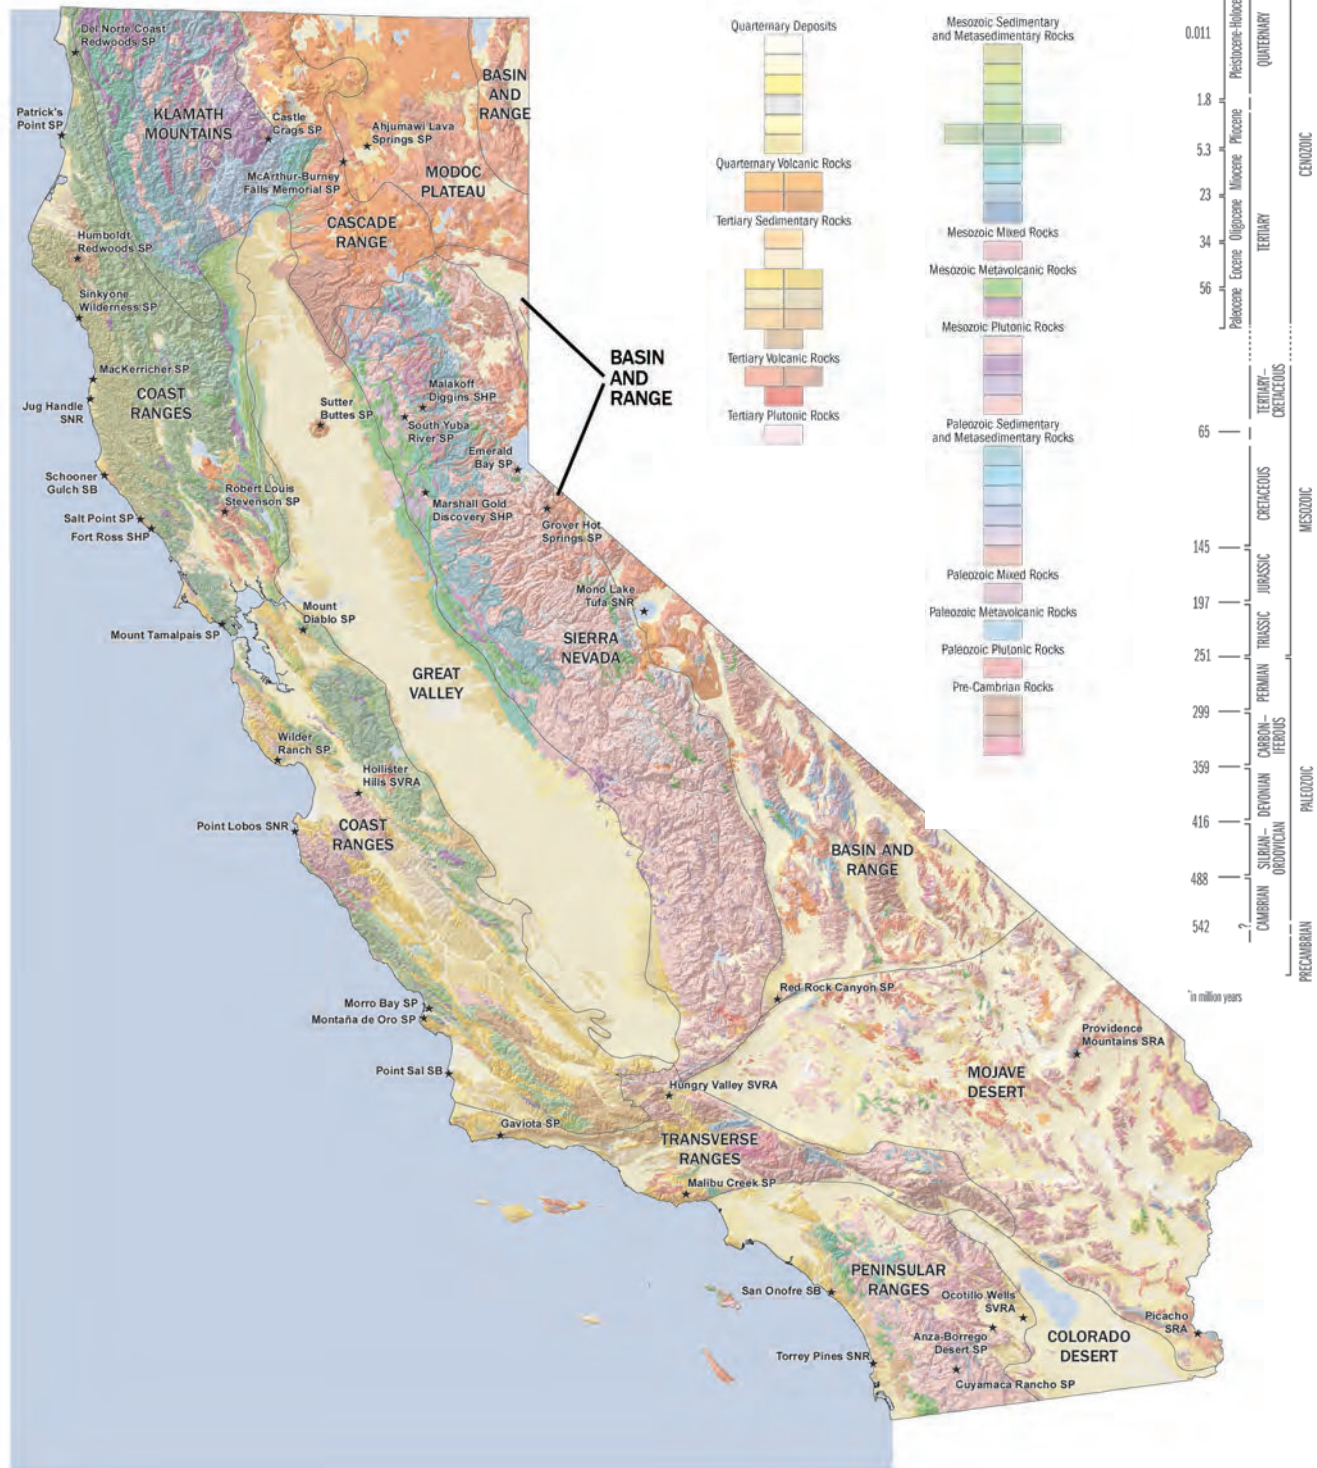 Del Norte Coast
Redwoods SP
Patrick's
Point SP
KLAMATH
MOUNTAINS
Castle
Crags SP
Ahjumawi Lava
Springs SP
BASIN
AND
RANGE
McArthur-Burney
Falls Memorial SP
MODOC
PLATEAU
CASCADE
RANGE
Humboldt
Redwoods SP
Sinkyone
Wilderness SP
BASIN
AND
RANGE
MacKerricher SP
COAST
RANGES
Jug Handle
SNR
Sutter
Buttes SP
Malakoff
Diggins SHP
South Yuba
River SP
Emerald
Bay SP
Schooner
Gulch SB
Robert Louis
Stevenson SP
Marshall Gold
Discovery SHP
Grover Hot
Springs SP
Salt Point SP
Fort Ross SHP
Mono Lake
Tufa SNR
Mount
Diablo SP
Mount Tamalpais SP
SIERRA
NEVADA
GREAT
VALLEY
Wilder
Ranch SP
Hollister
Hills SVRA
Point Lobos SNR
COAST
RANGES
BASIN AND
RANGE
Red Rock Canyon SP
Morro Bay SP
Montaña de Oro SP
Providence
Mountains SRA
Point Sal SB
Hungry Valley SVRA
MOJAVE
DESERT
Gaviota SP
TRANSVERSE
RANGES
Malibu Creek SP
PENINSULAR
RANGES
San Onofre SB
Ocotillo Wells
SVRA
Picacho
SRA
Anza-Borrego
Desert SP
COLORADO
DESERT
Torrey Pines SNR
Cuyamaca Rancho SP
Quaternary Deposits
Quaternary Volcanic Rocks
Tertiary Sedimentary Rocks
Tertiary Volcanic Rocks
Tertiary Plutonic Rocks
Mesozoic Sedimentary
and Metasedimentary Rocks
Mesozoic Mixed Rocks
Mesozoic Metavolcanic Rocks
Mesozoic Plutonic Rocks
Paleozoic Sedimentary
and Metasedimentary Rocks
Paleozoic Mixed Rocks
Paleozoic Metavolcanic Rocks
Paleozoic Plutonic Rocks
Pre-Cambrian Rocks
0.011
1.8
5.3
23
34
56
65
145
197
251
299
359
416
488
542
?
Pleistocene-Holoce
Pliocene
Miocene
Oligocene
Eocene
Paleocene
QUATERNARY
TERTIARY
TERTIARY–
CRETACEOUS
CRETACEOUS
JURASSIC
TRIASSIC
PERMIAN
CARBON–
IFEROUS
DEVONIAN
SILRIAN–
ORDOVICIAN
CAMBRIAN
CENOZOIC
MESOZOIC
PALEOZOIC
PRECAMBRIAN
*in million years